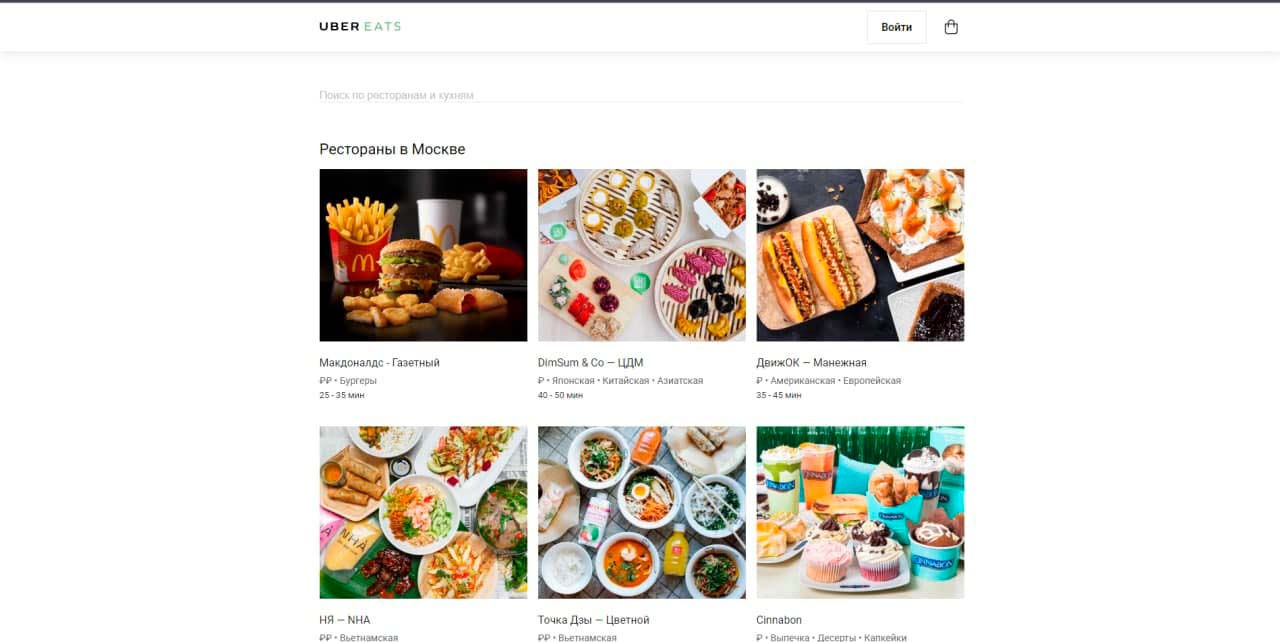 UBER EATS
Войти
Поиск по ресторанам и кухням
Рестораны в Москве
Макдоналдс - Газетный
₽₽ • Бургеры
25 - 35 мин
DimSum & Co — ЦДМ
₽ • Японская • Китайская • Азиатская
40 - 50 мин
ДвижОК — Манежная
₽ • Американская • Европейская
35 - 45 мин
NHÀ
CINNABON
НЯ — NHA
₽₽ • Вьетнамская
Точка Дзы — Цветной
₽₽ • Вьетнамская
Cinnabon
₽ • Выпечка • Десерты • Капкейки